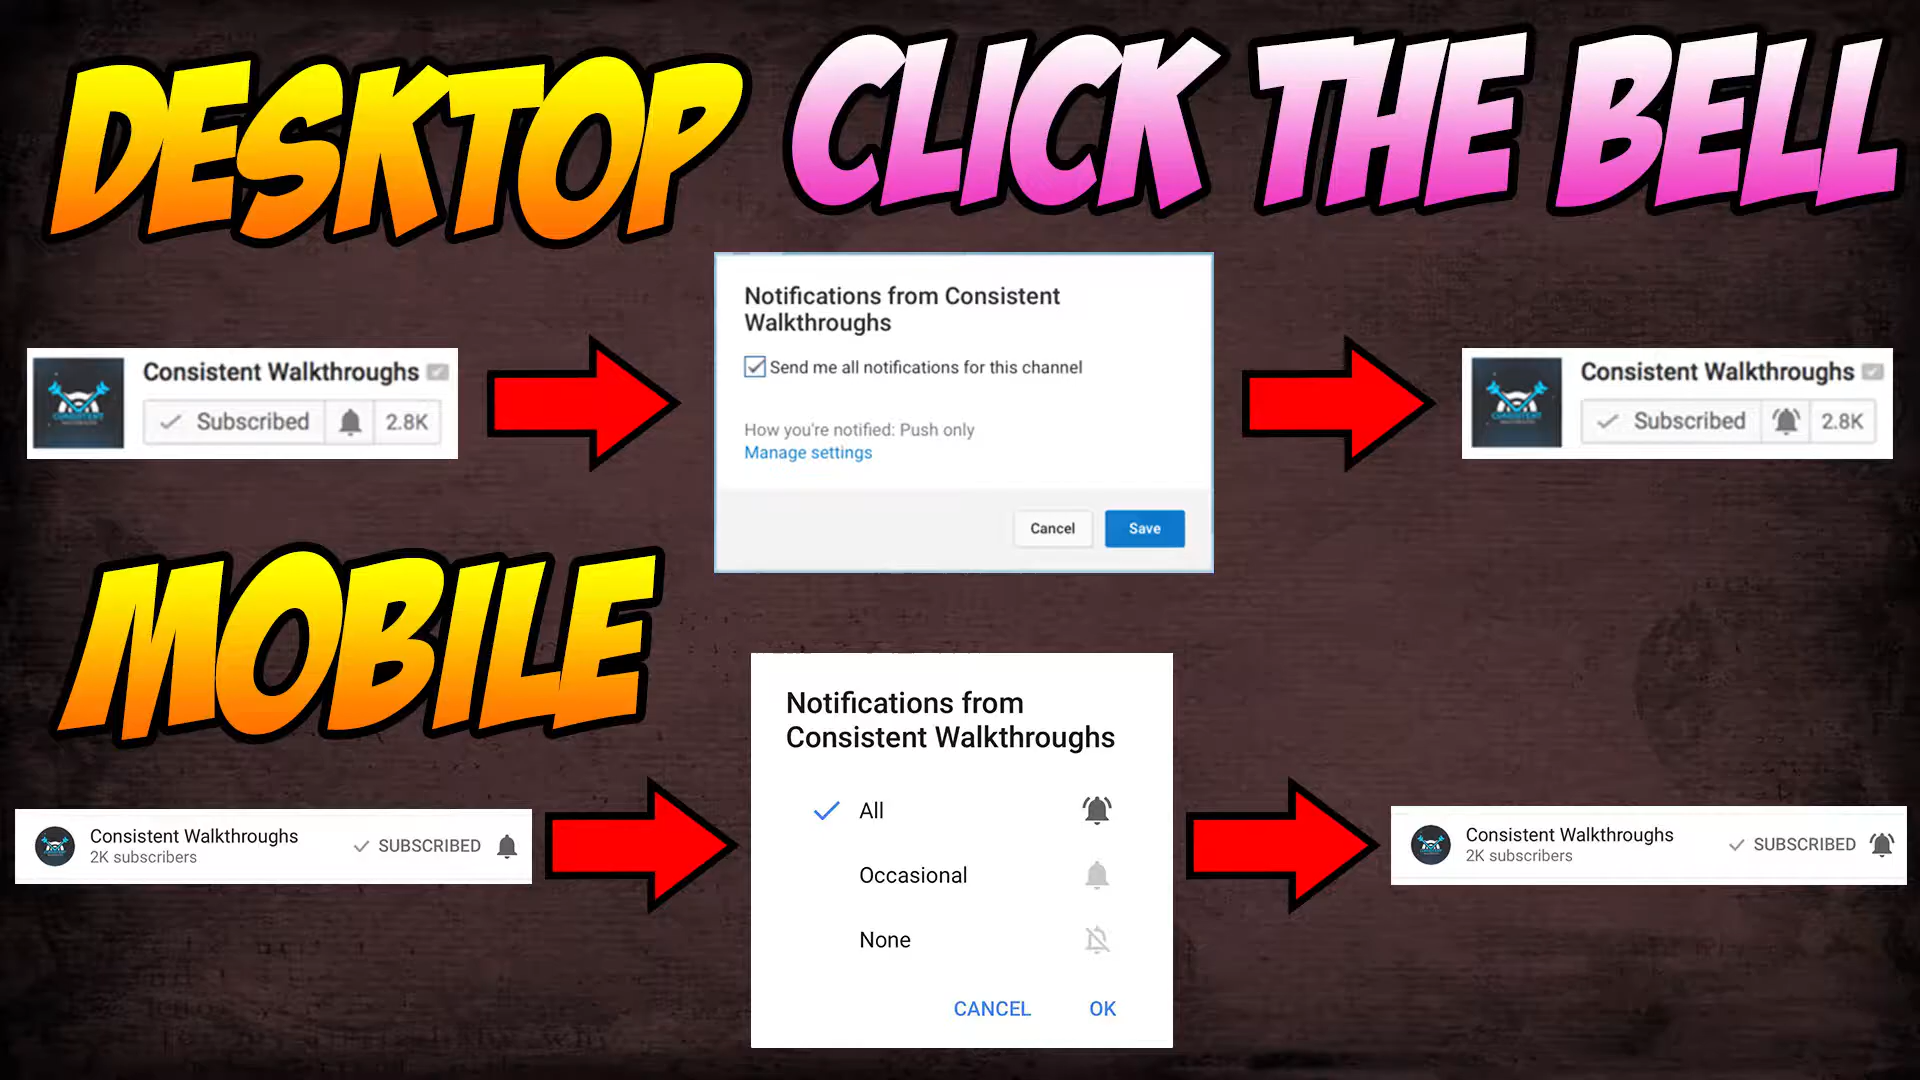 DESKTOP
CLICK THE BELL
Consistent Walkthroughs
Subscribed
2.8K
Notifications from Consistent
Walkthroughs
Send me all notifications for this channel
How you're notified: Push only
Manage settings
Cancel
Save
Consistent Walkthroughs
Subscribed
2.8K
MOBILE
Consistent Walkthroughs
2K subscribers
SUBSCRIBED
Notifications from
Consistent Walkthroughs
All
Occasional
None
CANCEL
OK
Consistent Walkthroughs
2K subscribers
SUBSCRIBED